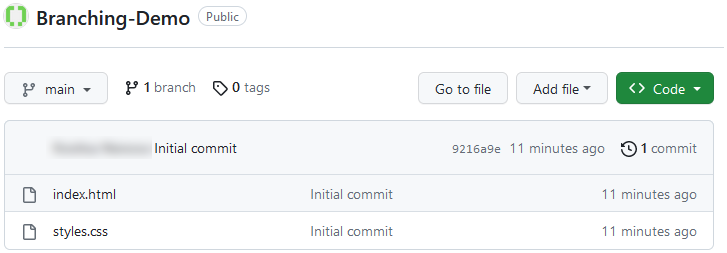 Branching-Demo Public
main 1 branch 0 tags Go to file Add file Code
Initial commit 9216a9e 11 minutes ago 1 commit
index.html Initial commit 11 minutes ago
styles.css Initial commit 11 minutes ago